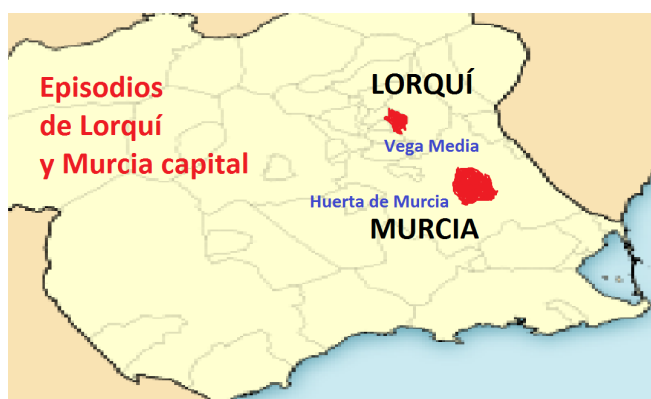 Episodios
de Lorquí
y Murcia capital
LORQUÍ
Vega Media
Huerta de Murcia
MURCIA